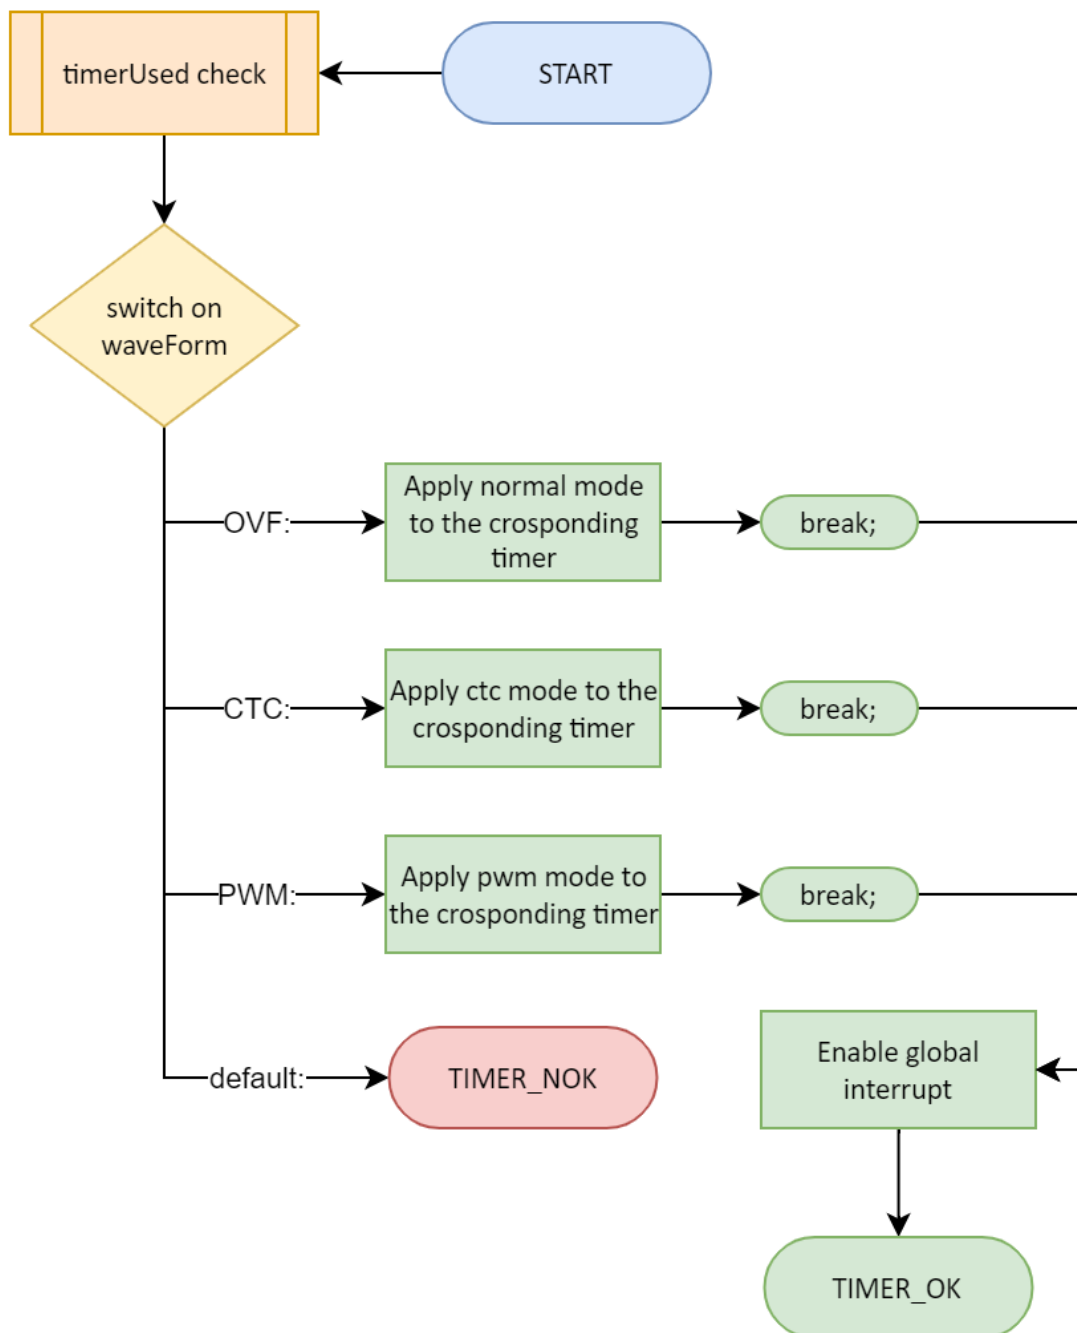 timerUsed check
START
switch on
waveForm
OVF:
Apply normal mode
to the crosponding
timer
break;
CTC:
Apply ctc mode to the
crosponding timer
break;
PWM:
Apply pwm mode to
the crosponding timer
break;
Enable global
interrupt
default:
TIMER_NOK
TIMER_OK